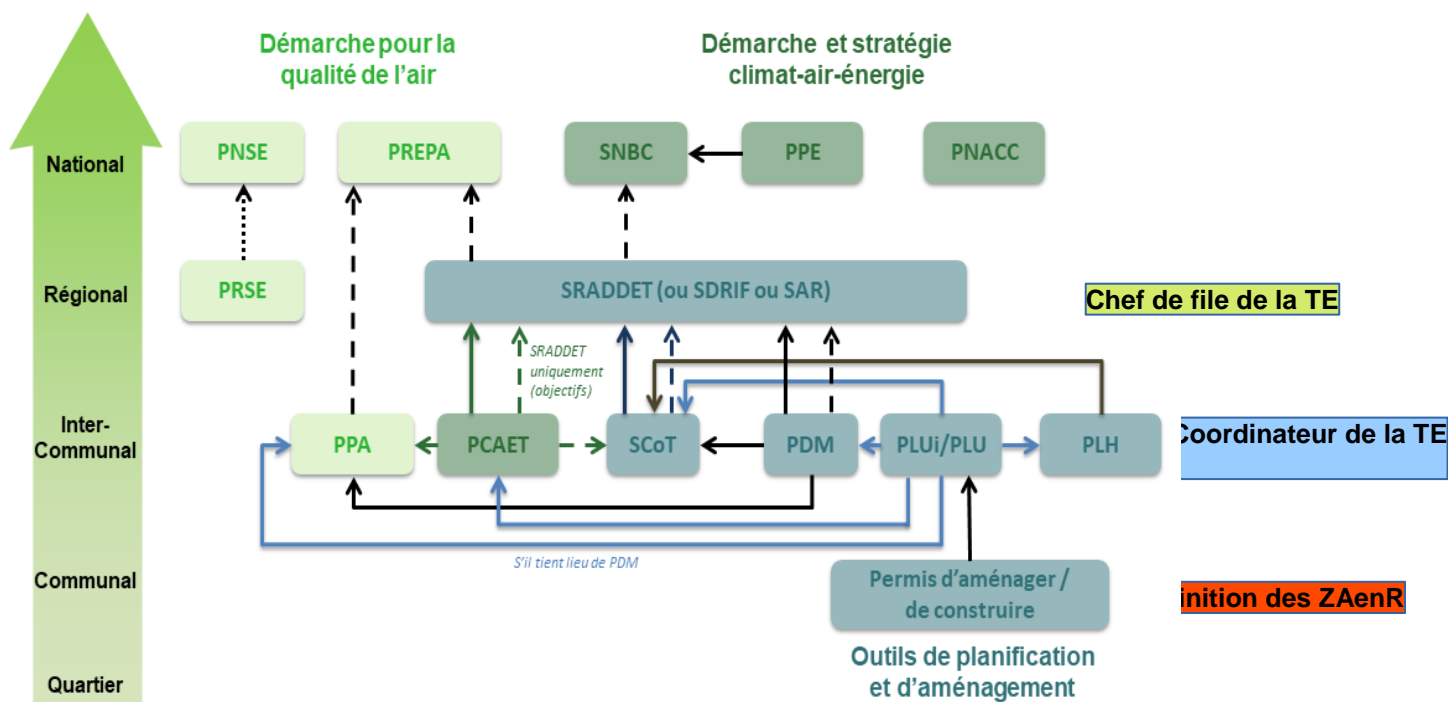 Démarche pour la
qualité de l'air
Démarche et stratégie
climat-air-énergie
National
PNSE
PREPA
SNBC
PPE
PNACC
Régional
PRSE
SRADDET (ou SDRIF ou SAR)
Chef de file de la TE
SRADDET
uniquement
(objectifs)
Inter-
Communal
PPA
PCAET
SCoT
PDM
PLUi/PLU
PLH
Coordinateur de la TE
S'il tient lieu de PDM
Communal
Permis d'aménager /
de construire
inition des ZAenR
Outils de planification
et d'aménagement
Quartier